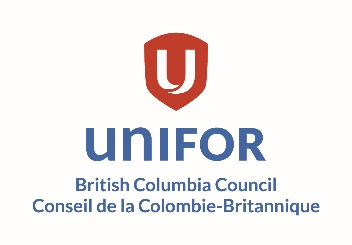 U
UNIFOR
British Columbia Council
Conseil de la Colombie-Britannique